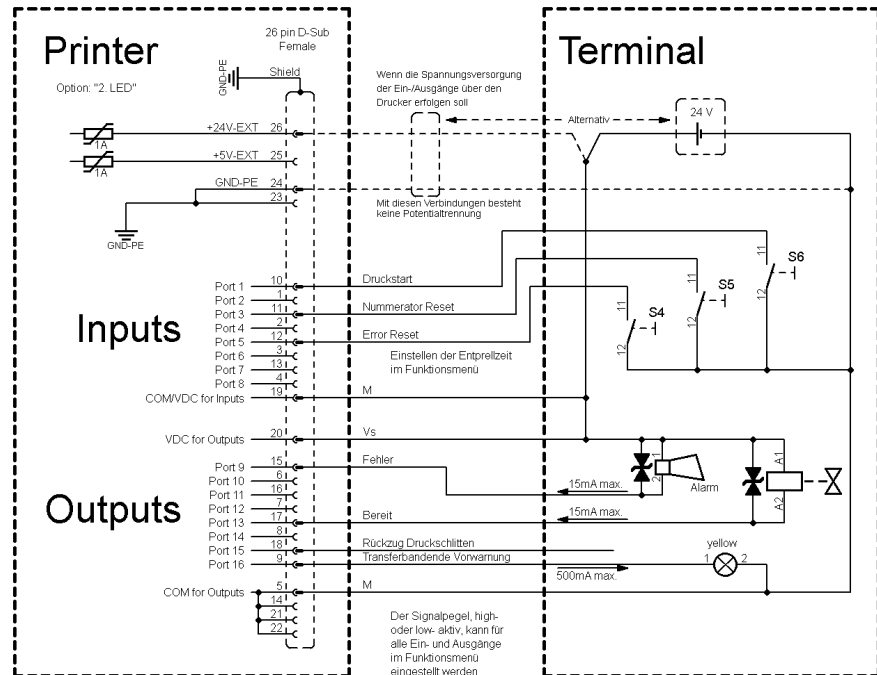 Printer
26 pin D-Sub
Female
Terminal
Option: "2. LED"
GND-PE
Shield
Wenn die Spannungsversorgung
der Ein-/Ausgänge über den
Drucker erfolgen soll
Alternativ
24 V
+24V-EXT 26
1A
+5V-EXT 25
1A
GND-PE 24
23
GND-PE
Mit diesen Verbindungen besteht
keine Potentialtrennung
Inputs
Port 1 10 Druckstart
Port 2 1
Port 3 11 Nummerator Reset
Port 4 2
Port 5 12 Error Reset
Port 6 3
Port 7 13
Port 8 4
COM/VDC for Inputs 19 M
Einstellen der Entprellzeit
im Funktionsmenü
11 S6 12
11 S5 12
11 S4 12
Outputs
VDC for Outputs 20 Vs
Port 9 15 Fehler
Port 10 6
Port 11 16
Port 12 7
Port 13 17 Bereit
Port 14 8
Port 15 18 Rückzug Druckschlitten
Port 16 9 Transferbandende Vorwarnung
COM for Outputs 5 M
14
21
22
1 2
Alarm
15mA max.
A1 A2
15mA max.
yellow
1 2
500mA max.
Der Signalpegel, high-
oder low- aktiv, kann für
alle Ein- und Ausgänge
im Funktionsmenü
eingestellt werden